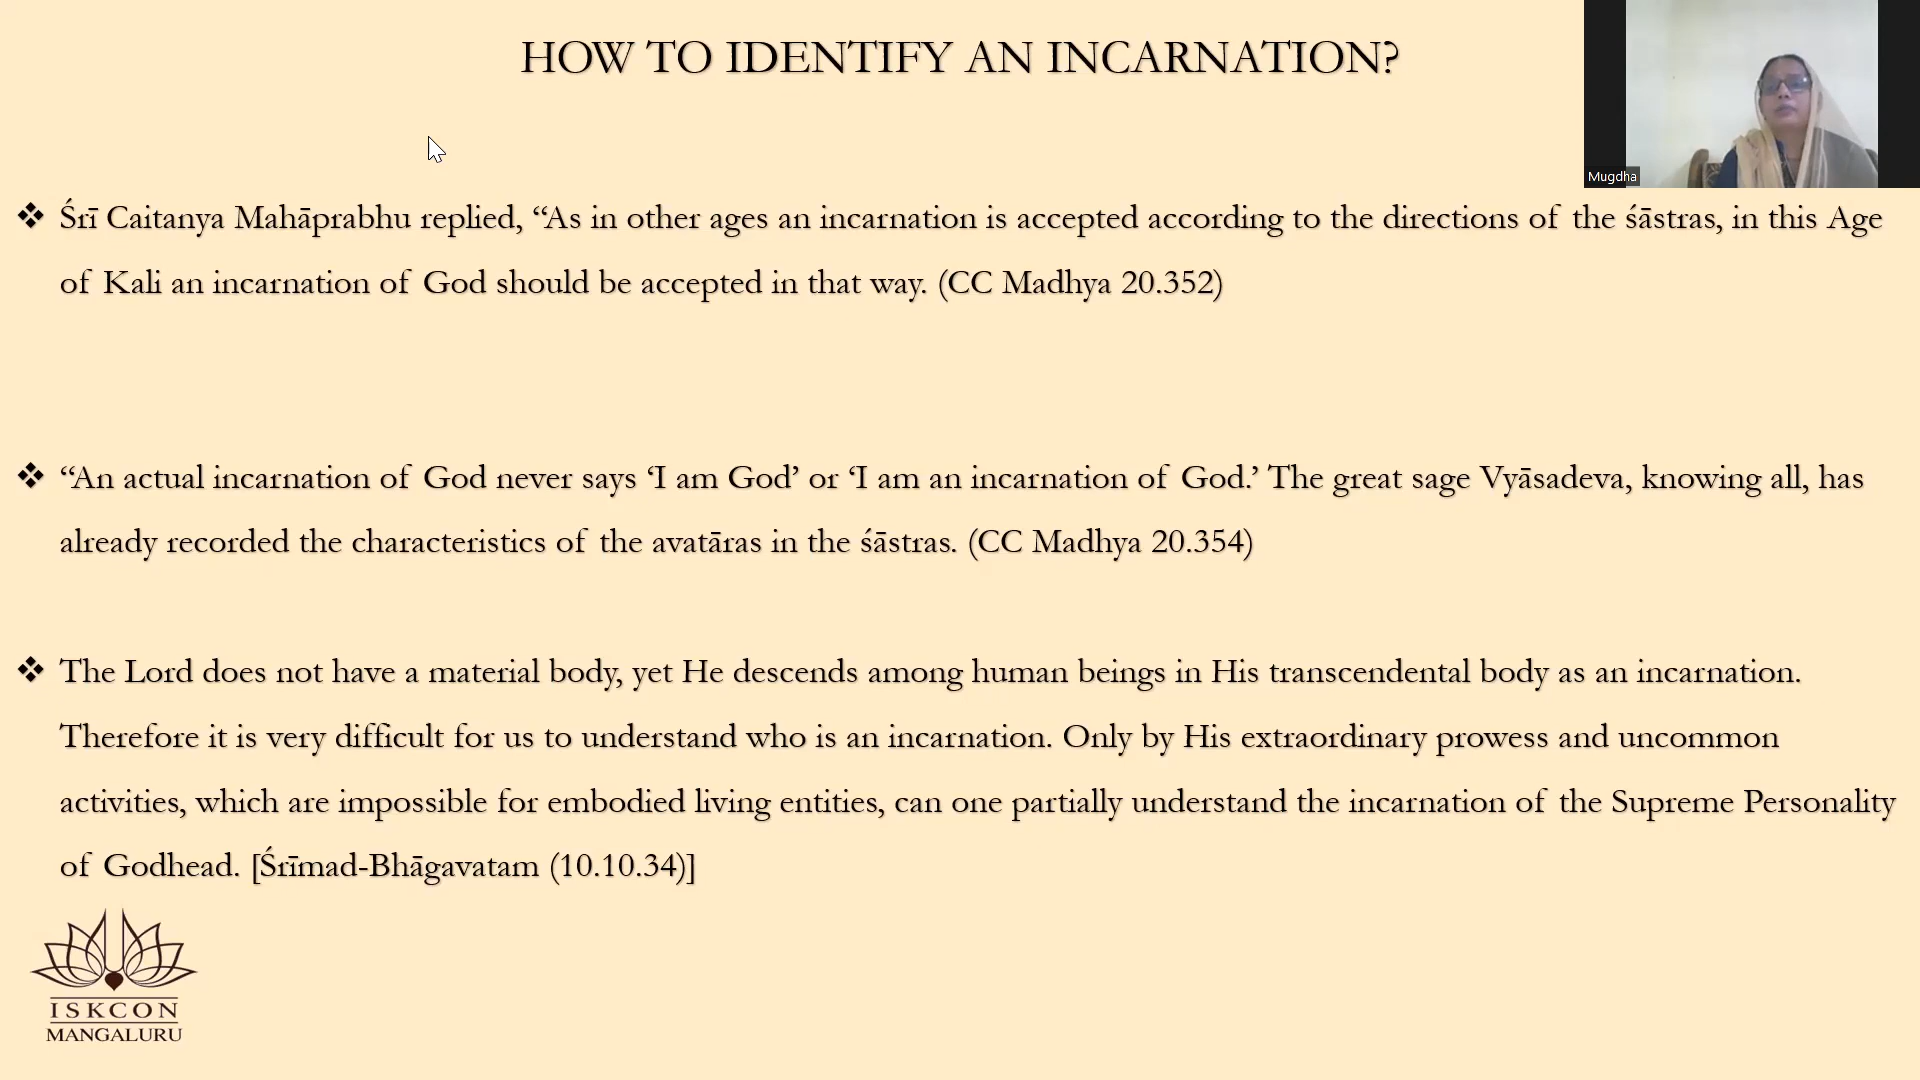 HOW TO IDENTIFY AN INCARNATION?
Mugdha
❖ Śrī Caitanya Mahāprabhu replied, “As in other ages an incarnation is accepted according to the directions of the śāstras, in this Age
of Kali an incarnation of God should be accepted in that way. (CC Madhya 20.352)
❖ “An actual incarnation of God never says ‘I am God’ or ‘I am an incarnation of God.’ The great sage Vyāsadeva, knowing all, has
already recorded the characteristics of the avatāras in the śāstras. (CC Madhya 20.354)
❖ The Lord does not have a material body, yet He descends among human beings in His transcendental body as an incarnation.
Therefore it is very difficult for us to understand who is an incarnation. Only by His extraordinary prowess and uncommon
activities, which are impossible for embodied living entities, can one partially understand the incarnation of the Supreme Personality
of Godhead. [Śrīmad-Bhāgavatam (10.10.34)]
ISKCON
MANGALURU